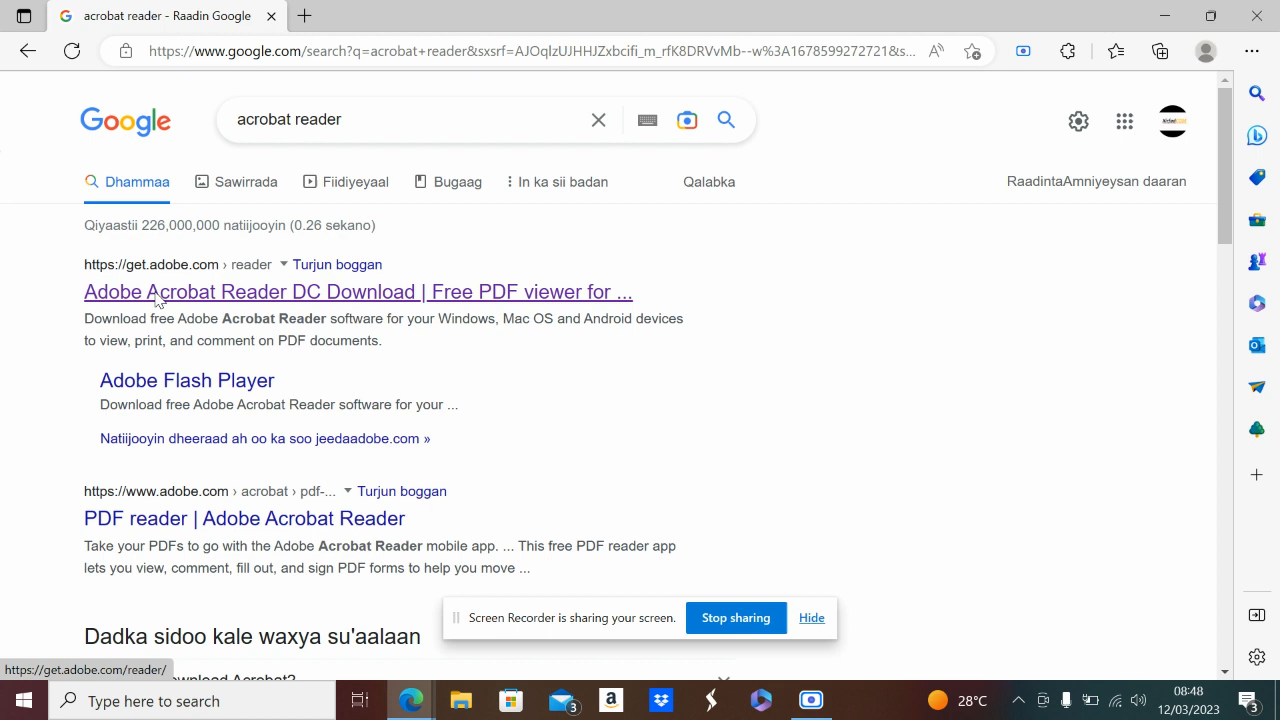 acrobat reader - Raadin Google
https://www.google.com/search?q=acrobat+reader&sxsrf=AJOqIzUJHHJZxbcifi_m_rfK8DRVvMb--w%3A1678599272721&s...
Google
acrobat reader
Dhammaa
Sawirrada
Fiidiyeyaal
Bugaag
In ka sii badan
Qalabka
RaadintaAmniyeysan daaran
Qiyaastii 226,000,000 natiijooyin (0.26 sekano)
https://get.adobe.com › reader
Turjun boggan
Adobe Acrobat Reader DC Download | Free PDF viewer for ...
Download free Adobe Acrobat Reader software for your Windows, Mac OS and Android devices
to view, print, and comment on PDF documents.
Adobe Flash Player
Download free Adobe Acrobat Reader software for your ...
Natiijooyin dheeraad ah oo ka soo jeedaadobe.com »
https://www.adobe.com › acrobat › pdf-...
Turjun boggan
PDF reader | Adobe Acrobat Reader
Take your PDFs to go with the Adobe Acrobat Reader mobile app. ... This free PDF reader app
lets you view, comment, fill out, and sign PDF forms to help you move ...
Screen Recorder is sharing your screen.
Stop sharing
Hide
Dadka sidoo kale waxya su'aalaan
https://get.adobe.com/reader/
Acrobat?
Type here to search
3
28°C
08:48
12/03/2023
3